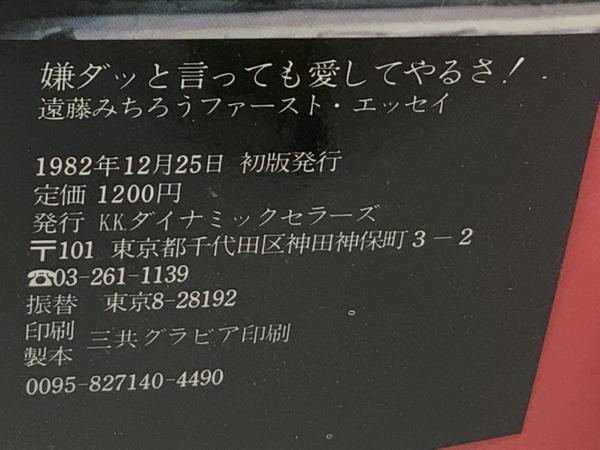 嫌ダッと言っても愛してやるさ!
遠藤みちろうファースト・エッセイ
1982年12月25日 初版発行
定価 1200円
発行 K.K.ダイナミックセラーズ
〒101 東京都千代田区神田神保町3-2
☎03-261-1139
振替 東京8-28192
印刷
製本 三共グラビア印刷
0095-827140-4490